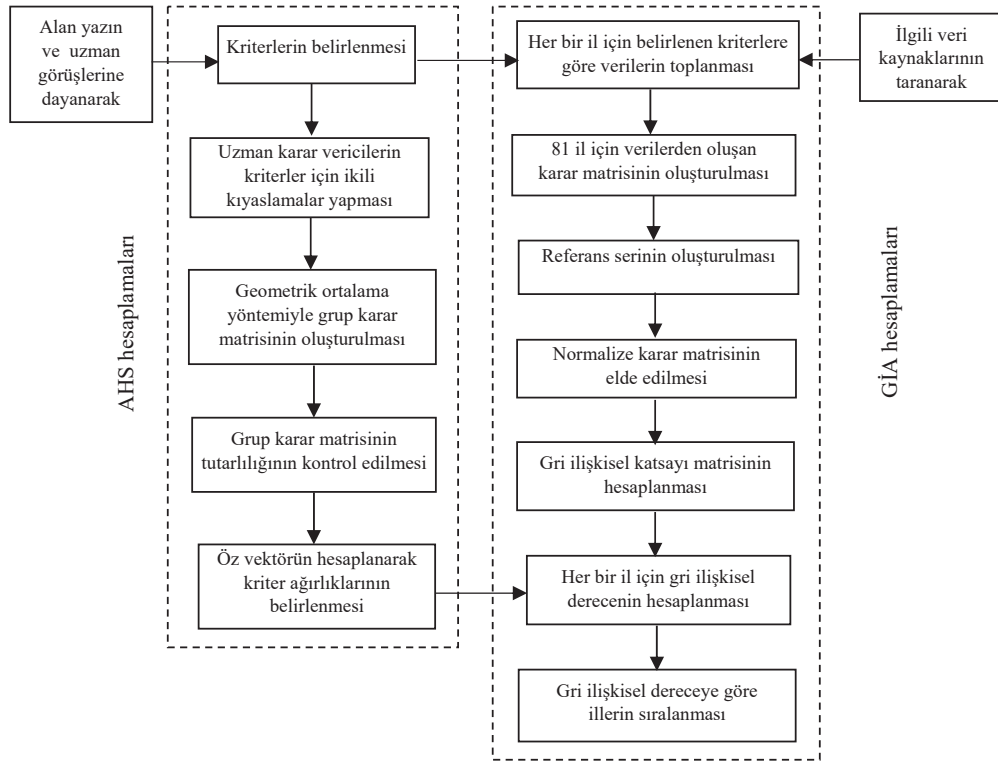 Alan yazın
ve uzman
görüşlerine
dayanarak
Kriterlerin belirlenmesi
Her bir il için belirlenen kriterlere
göre verilerin toplanması
İlgili veri
kaynaklarının
taranarak
Uzman karar vericilerin
kriterler için ikili
kıyaslamalar yapması
81 il için verilerden oluşan
karar matrisinin oluşturulması
Referans serinin oluşturulması
AHS hesaplamaları
GİA hesaplamaları
Geometrik ortalama
yöntemiyle grup karar
matrisinin oluşturulması
Normalize karar matrisinin
elde edilmesi
Grup karar matrisinin
tutarlılığının kontrol edilmesi
Gri ilişkisel katsayı matrisinin
hesaplanması
Öz vektörün hesaplanarak
kriter ağırlıklarının
belirlenmesi
Her bir il için gri ilişkisel
derecenin hesaplanması
Gri ilişkisel dereceye göre
illerin sıralanması